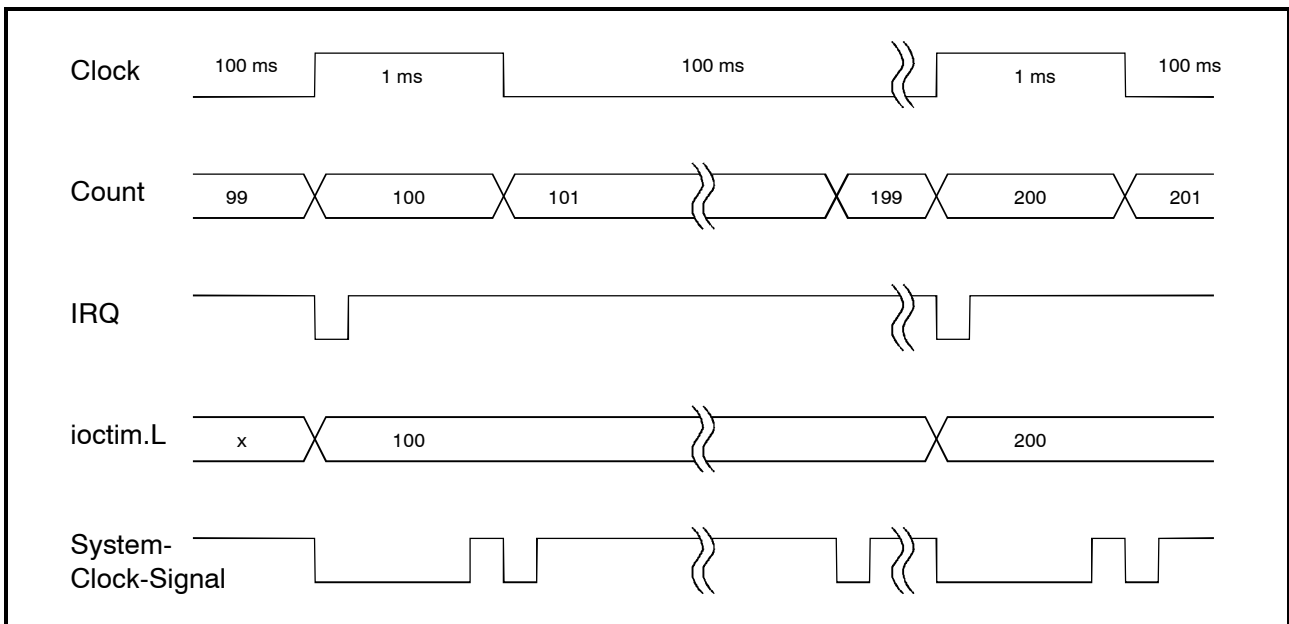 Clock
100 ms
1 ms
100 ms
1 ms
100 ms
Count
99
100
101
199
200
201
IRQ
ioctim.L
x
100
200
System-
Clock-Signal